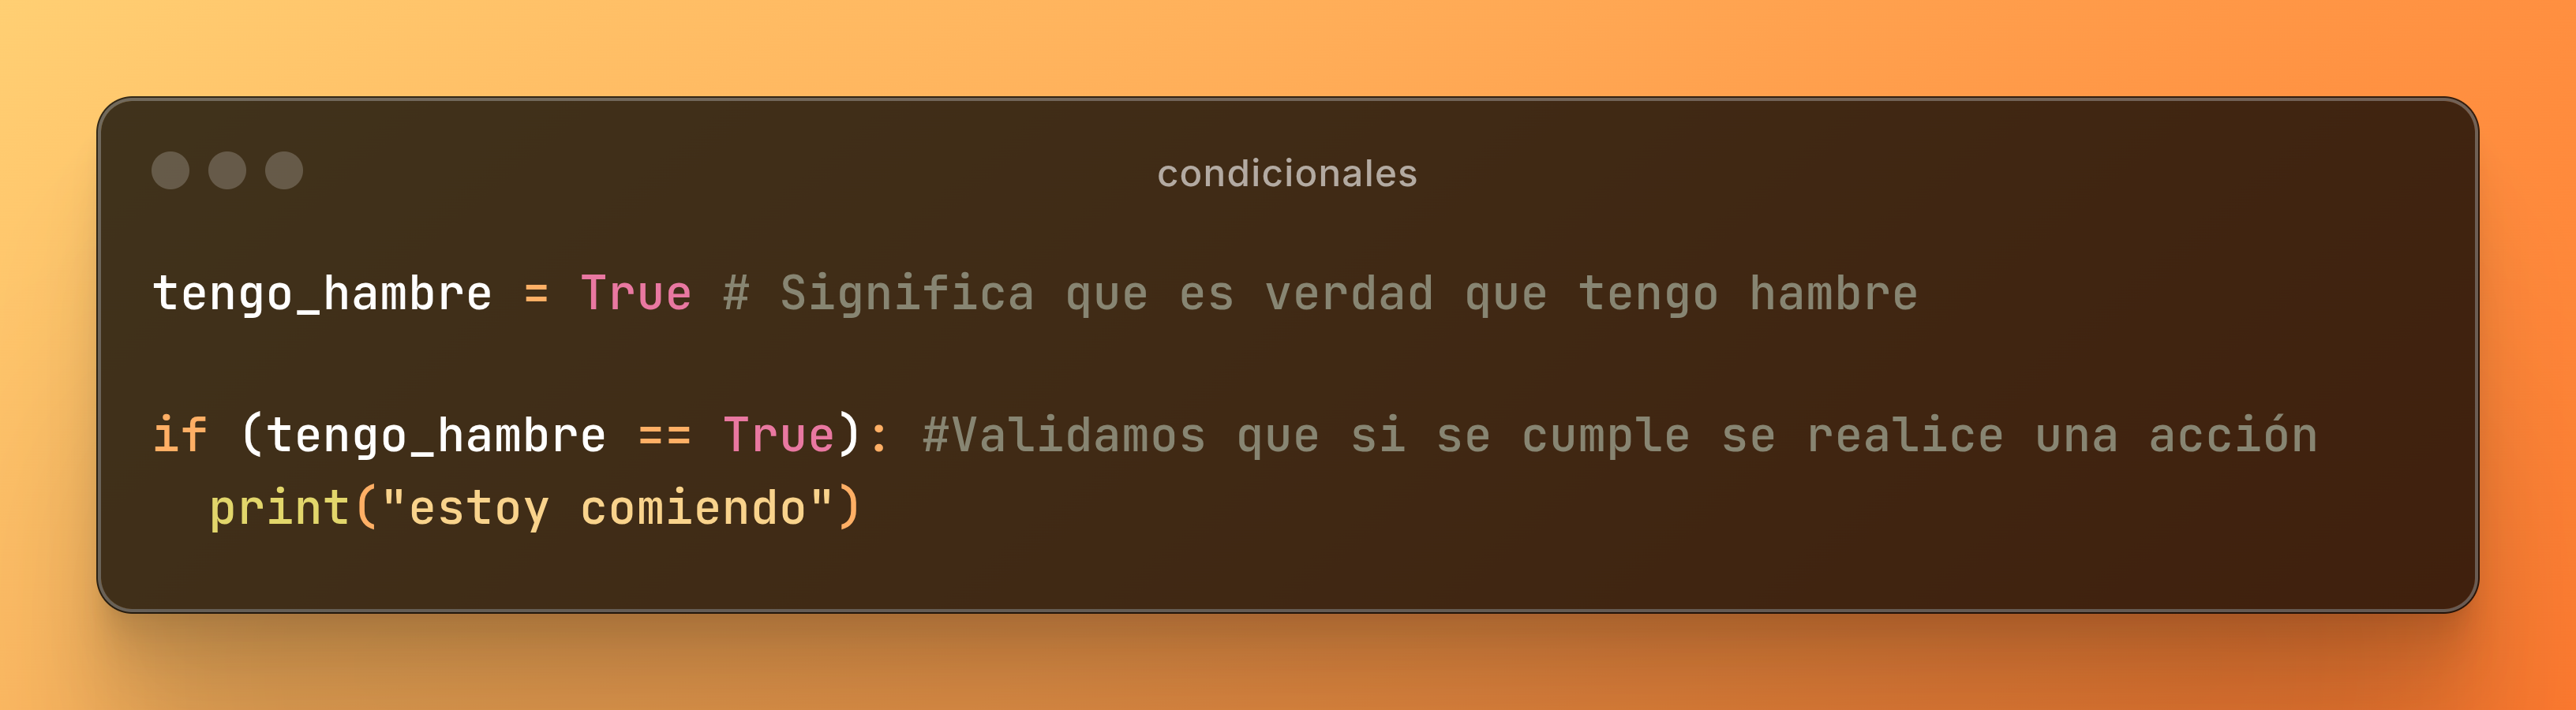 condicionales
tengo_hambre = True # Significa que es verdad que tengo hambre
if (tengo_hambre == True): #Validamos que si se cumple se realice una acción
  print("estoy comiendo")